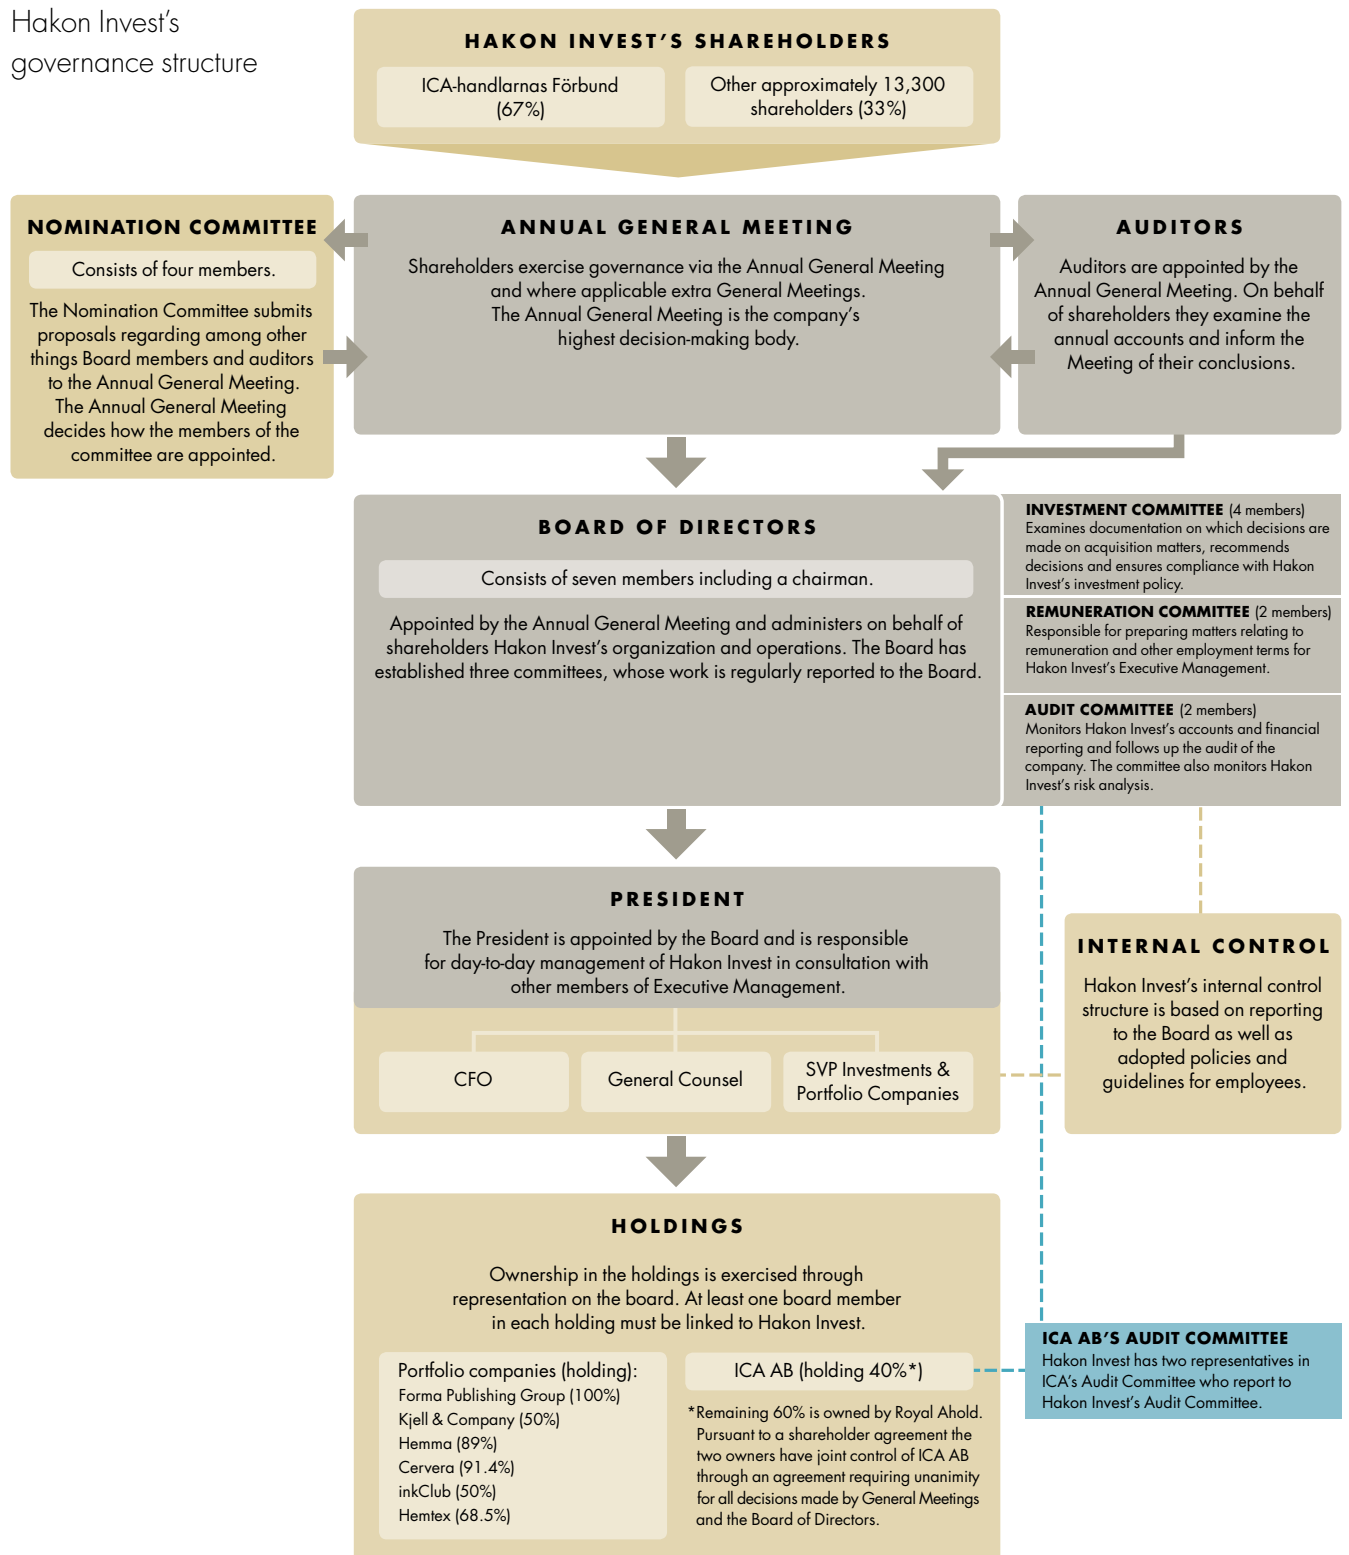 Hakon Invest's
governance structure
HAKON INVEST'S SHAREHOLDERS
ICA-handlarnas Förbund
(67%)
Other approximately 13,300
shareholders (33%)
NOMINATION COMMITTEE
Consists of four members.
The Nomination Committee submits
proposals regarding among other
things Board members and auditors
to the Annual General Meeting.
The Annual General Meeting
decides how the members of the
committee are appointed.
ANNUAL GENERAL MEETING
Shareholders exercise governance via the Annual General Meeting
and where applicable extra General Meetings.
The Annual General Meeting is the company's
highest decision-making body.
AUDITORS
Auditors are appointed by the
Annual General Meeting. On behalf
of shareholders they examine the
annual accounts and inform the
Meeting of their conclusions.
BOARD OF DIRECTORS
Consists of seven members including a chairman.
Appointed by the Annual General Meeting and administers on behalf of
shareholders Hakon Invest's organization and operations. The Board has
established three committees, whose work is regularly reported to the Board.
INVESTMENT COMMITTEE (4 members)
Examines documentation on which decisions are
made on acquisition matters, recommends
decisions and ensures compliance with Hakon
Invest's investment policy.
REMUNERATION COMMITTEE (2 members)
Responsible for preparing matters relating to
remuneration and other employment terms for
Hakon Invest's Executive Management.
AUDIT COMMITTEE (2 members)
Monitors Hakon Invest's accounts and financial
reporting and follows up the audit of the
company. The committee also monitors Hakon
Invest's risk analysis.
PRESIDENT
The President is appointed by the Board and is responsible
for day-to-day management of Hakon Invest in consultation with
other members of Executive Management.
CFO
General Counsel
SVP Investments &
Portfolio Companies
INTERNAL CONTROL
Hakon Invest's internal control
structure is based on reporting
to the Board as well as
adopted policies and
guidelines for employees.
HOLDINGS
Ownership in the holdings is exercised through
representation on the board. At least one board member
in each holding must be linked to Hakon Invest.
Portfolio companies (holding):
Forma Publishing Group (100%)
Kjell & Company (50%)
Hemma (89%)
Cervera (91.4%)
inkClub (50%)
Hemtex (68.5%)
ICA AB (holding 40%*)
*Remaining 60% is owned by Royal Ahold.
Pursuant to a shareholder agreement the
two owners have joint control of ICA AB
through an agreement requiring unanimity
for all decisions made by General Meetings
and the Board of Directors.
ICA AB'S AUDIT COMMITTEE
Hakon Invest has two representatives in
ICA's Audit Committee who report to
Hakon Invest's Audit Committee.